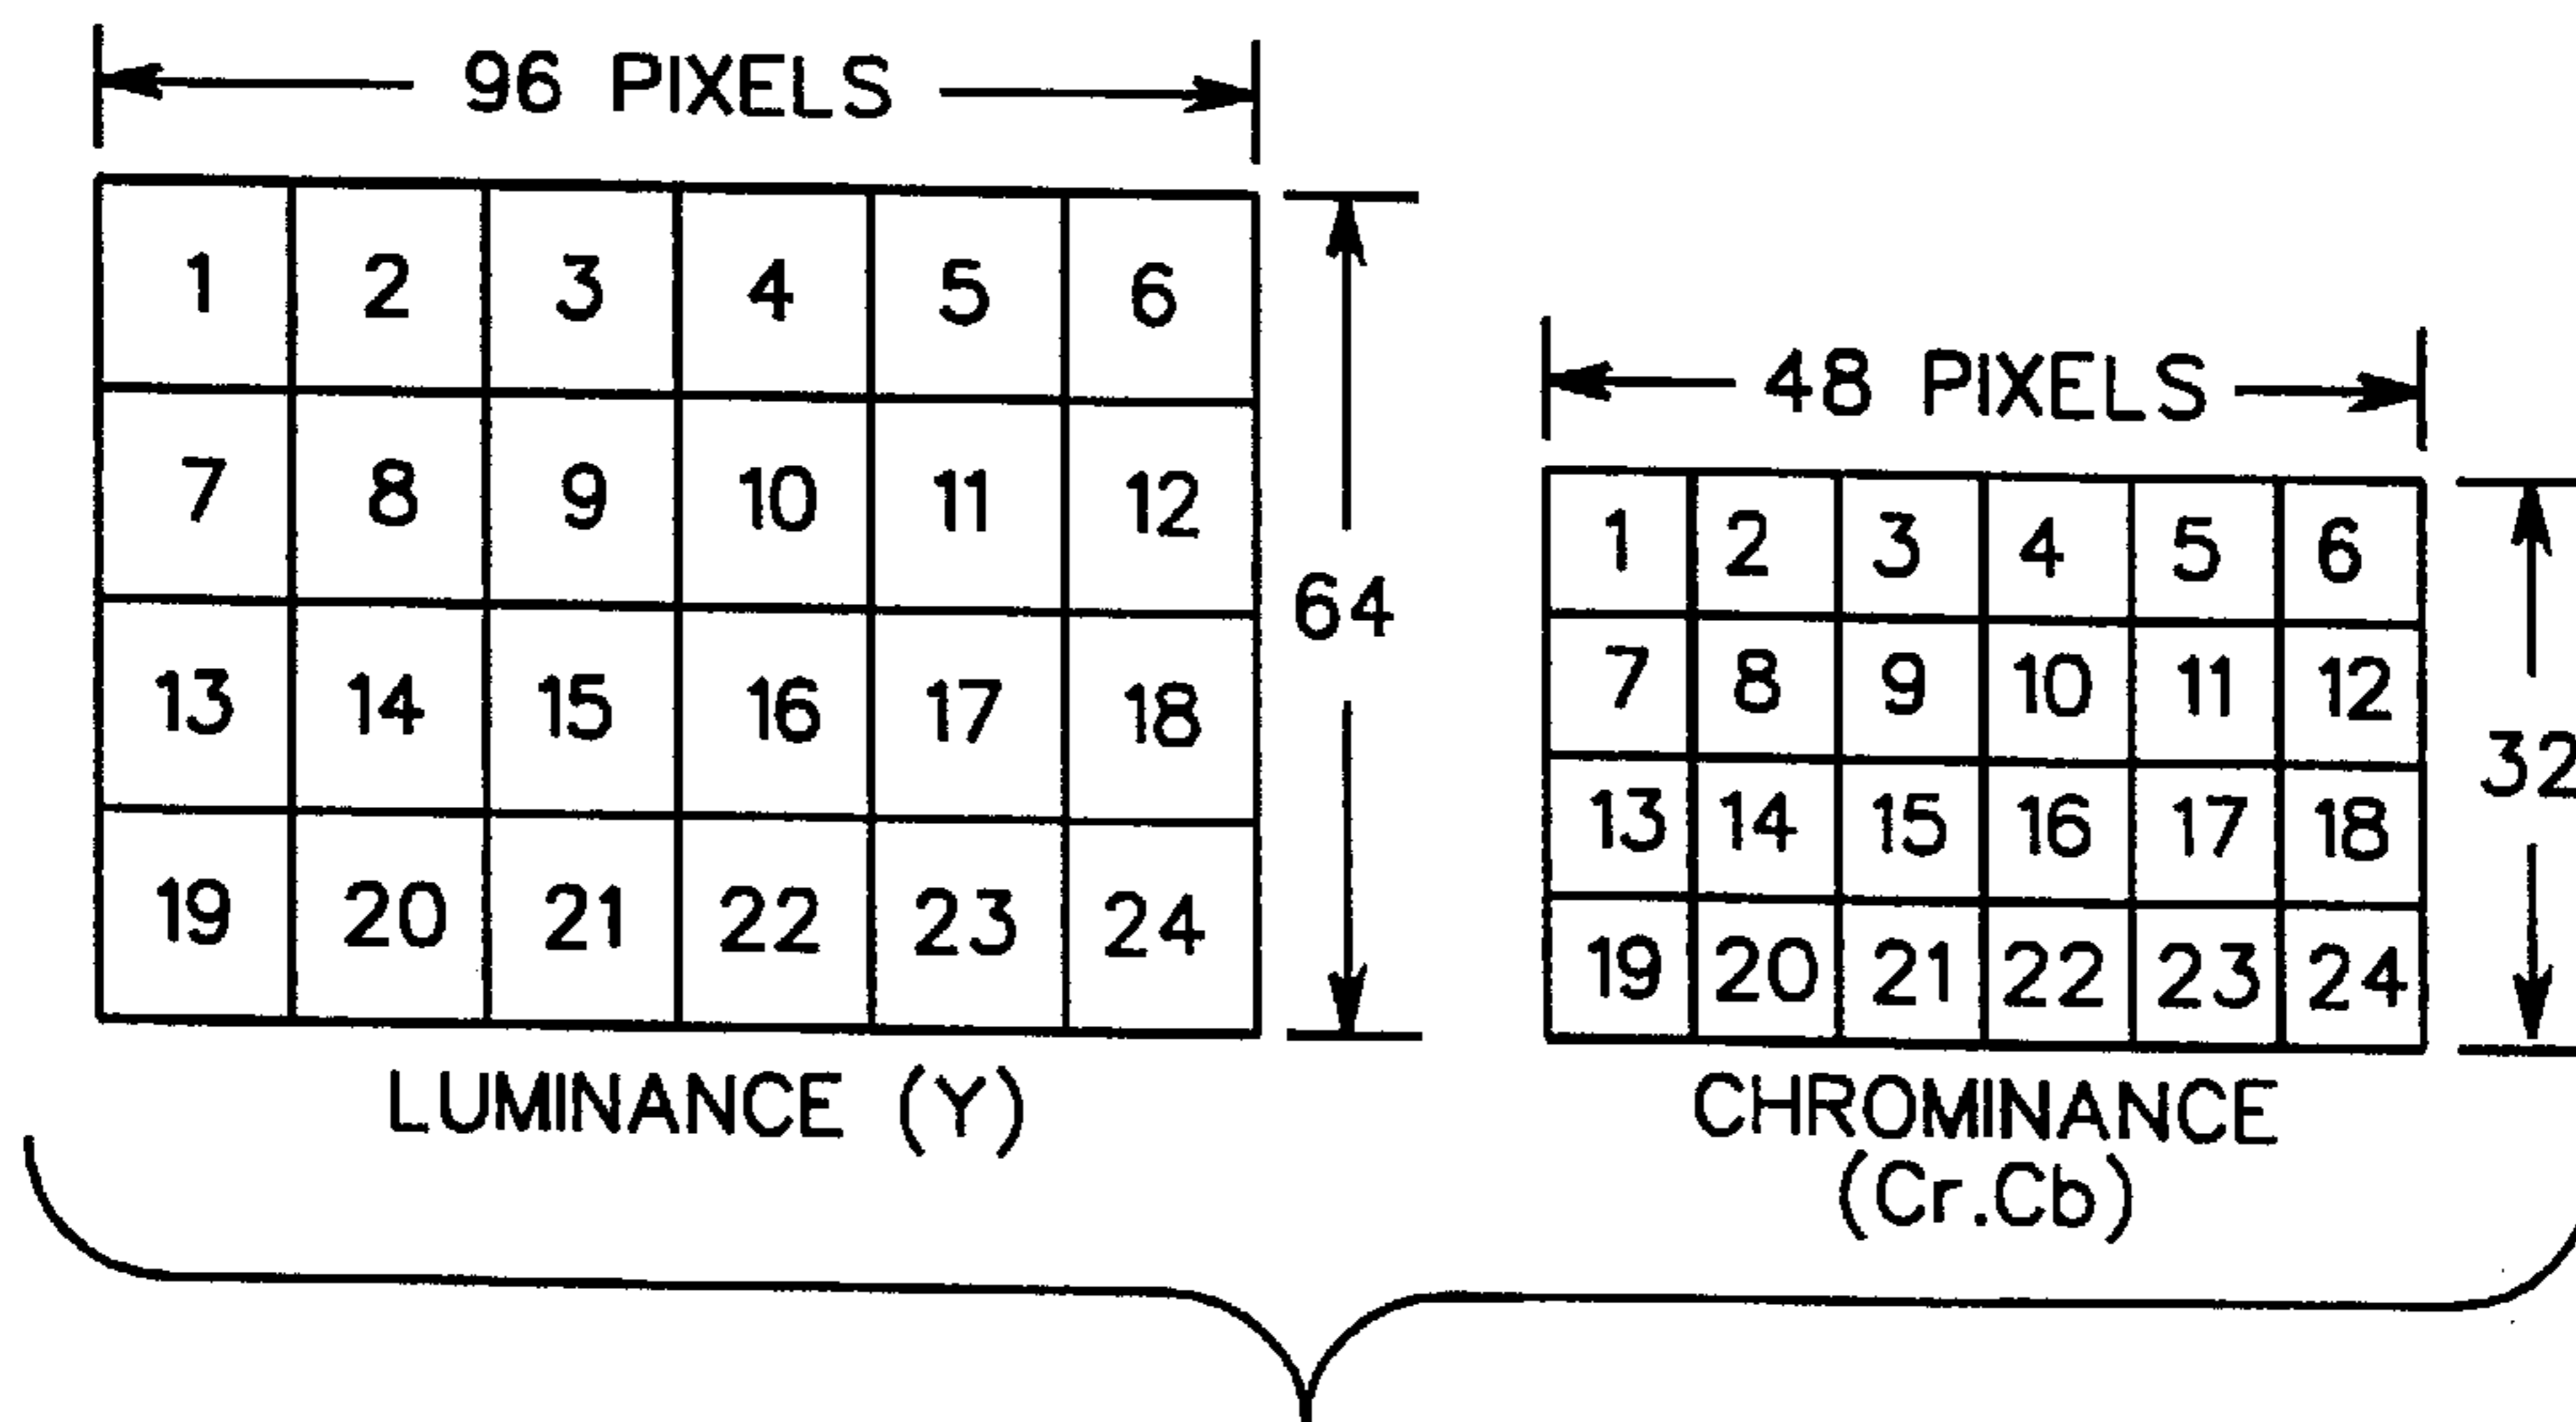 96 PIXELS
1 2 3 4 5 6
7 8 9 10 11 12
13 14 15 16 17 18
19 20 21 22 23 24
64
LUMINANCE (Y)
48 PIXELS
1 2 3 4 5 6
7 8 9 10 11 12
13 14 15 16 17 18
19 20 21 22 23 24
32
CHROMINANCE
(Cr.Cb)